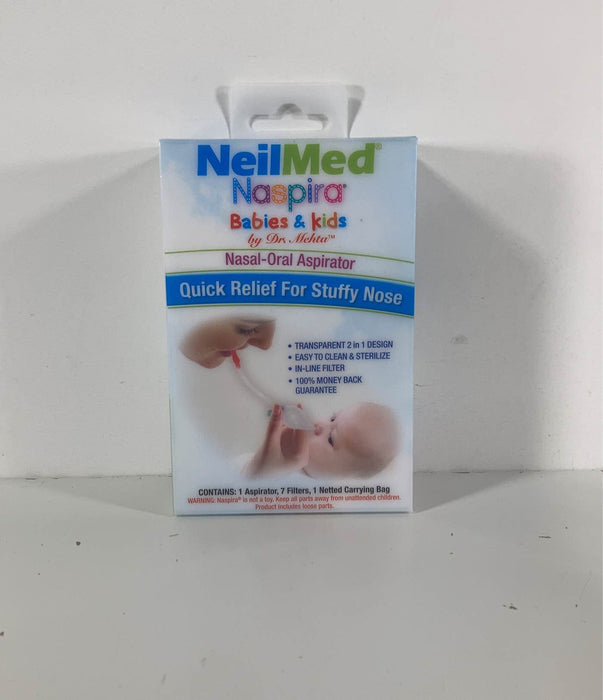 NeilMed®
Naspira®
Babies & Kids
by Dr. Mehta™
Nasal-Oral Aspirator
Quick Relief For Stuffy Nose
• TRANSPARENT 2 in 1 DESIGN
• EASY TO CLEAN & STERILIZE
• IN-LINE FILTER
• 100% MONEY BACK
GUARANTEE
CONTAINS: 1 Aspirator, 7 Filters, 1 Netted Carrying Bag
WARNING: Naspira® is not a toy. Keep all parts away from unattended children.
Product includes loose parts.